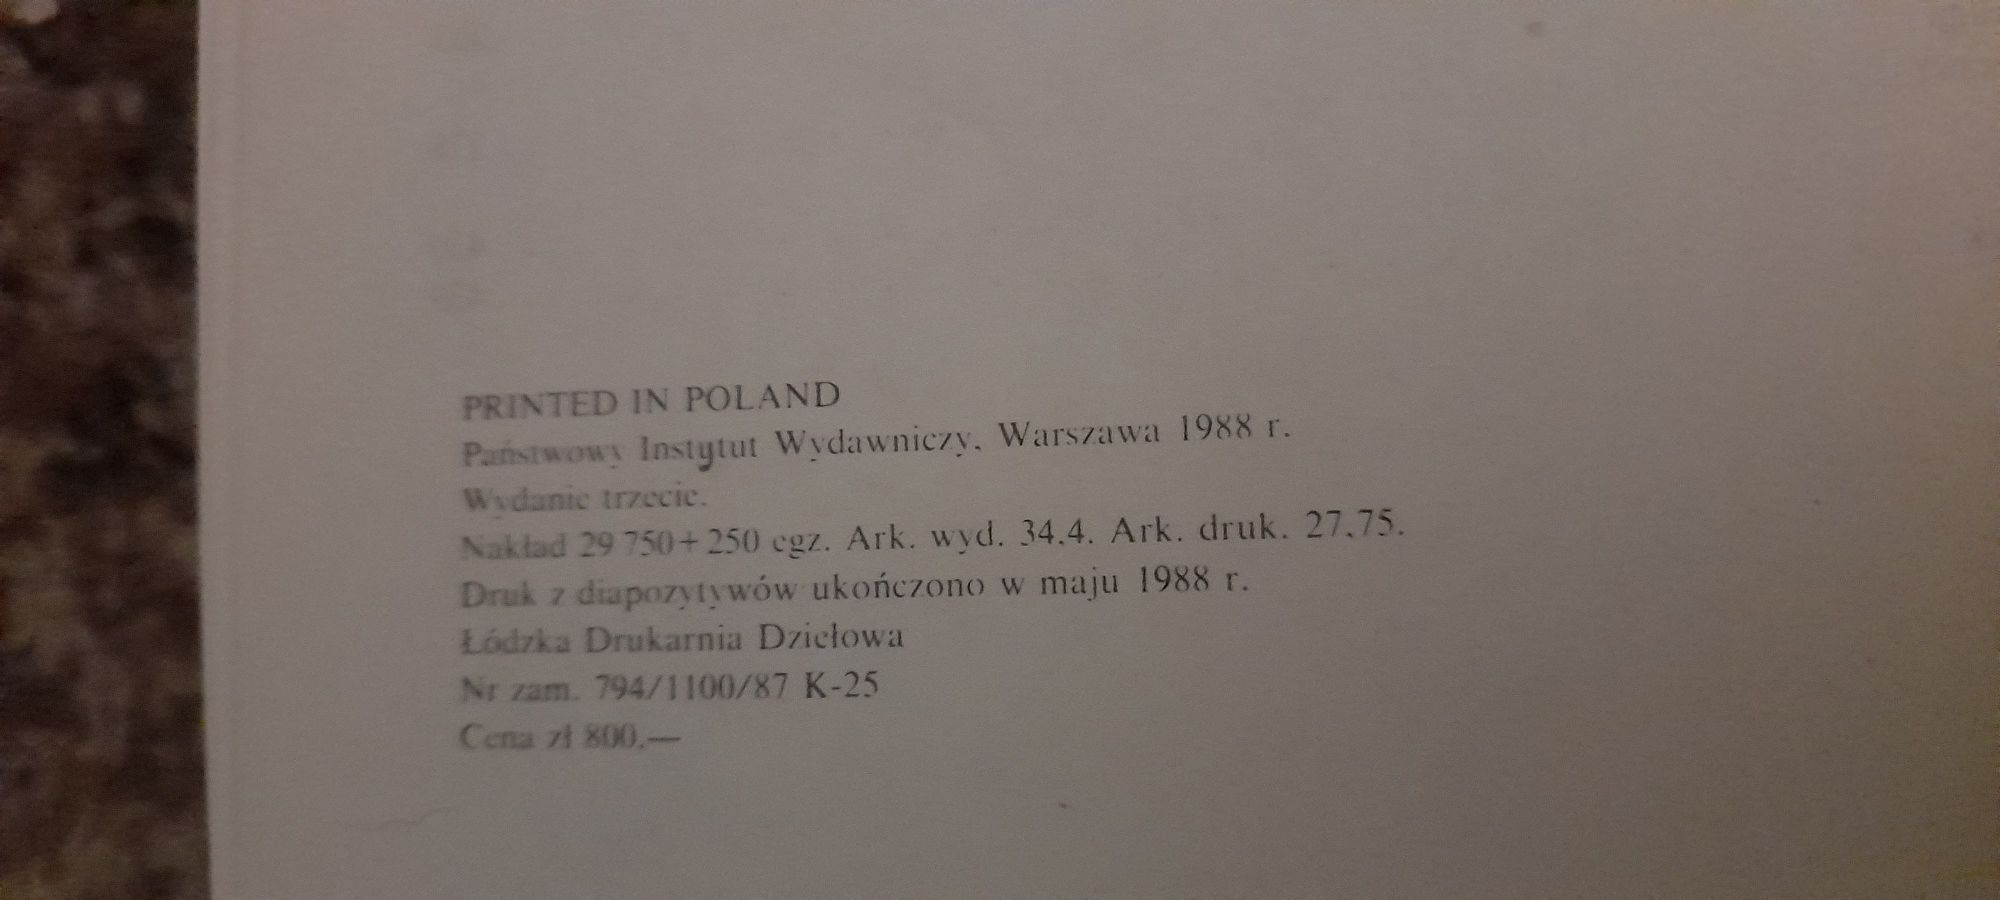 PRINTED IN POLAND
Państwowy Instytut Wydawniczy, Warszawa 1988 r.
Wydanie trzecie.
Nakład 29 750+250 egz. Ark. wyd. 34,4. Ark. druk. 27,75.
Druk z diapozytywów ukończono w maju 1988 r.
Łódzka Drukarnia Dziełowa
Nr zam. 794/1100/87 K-25
Cena zł 800,—